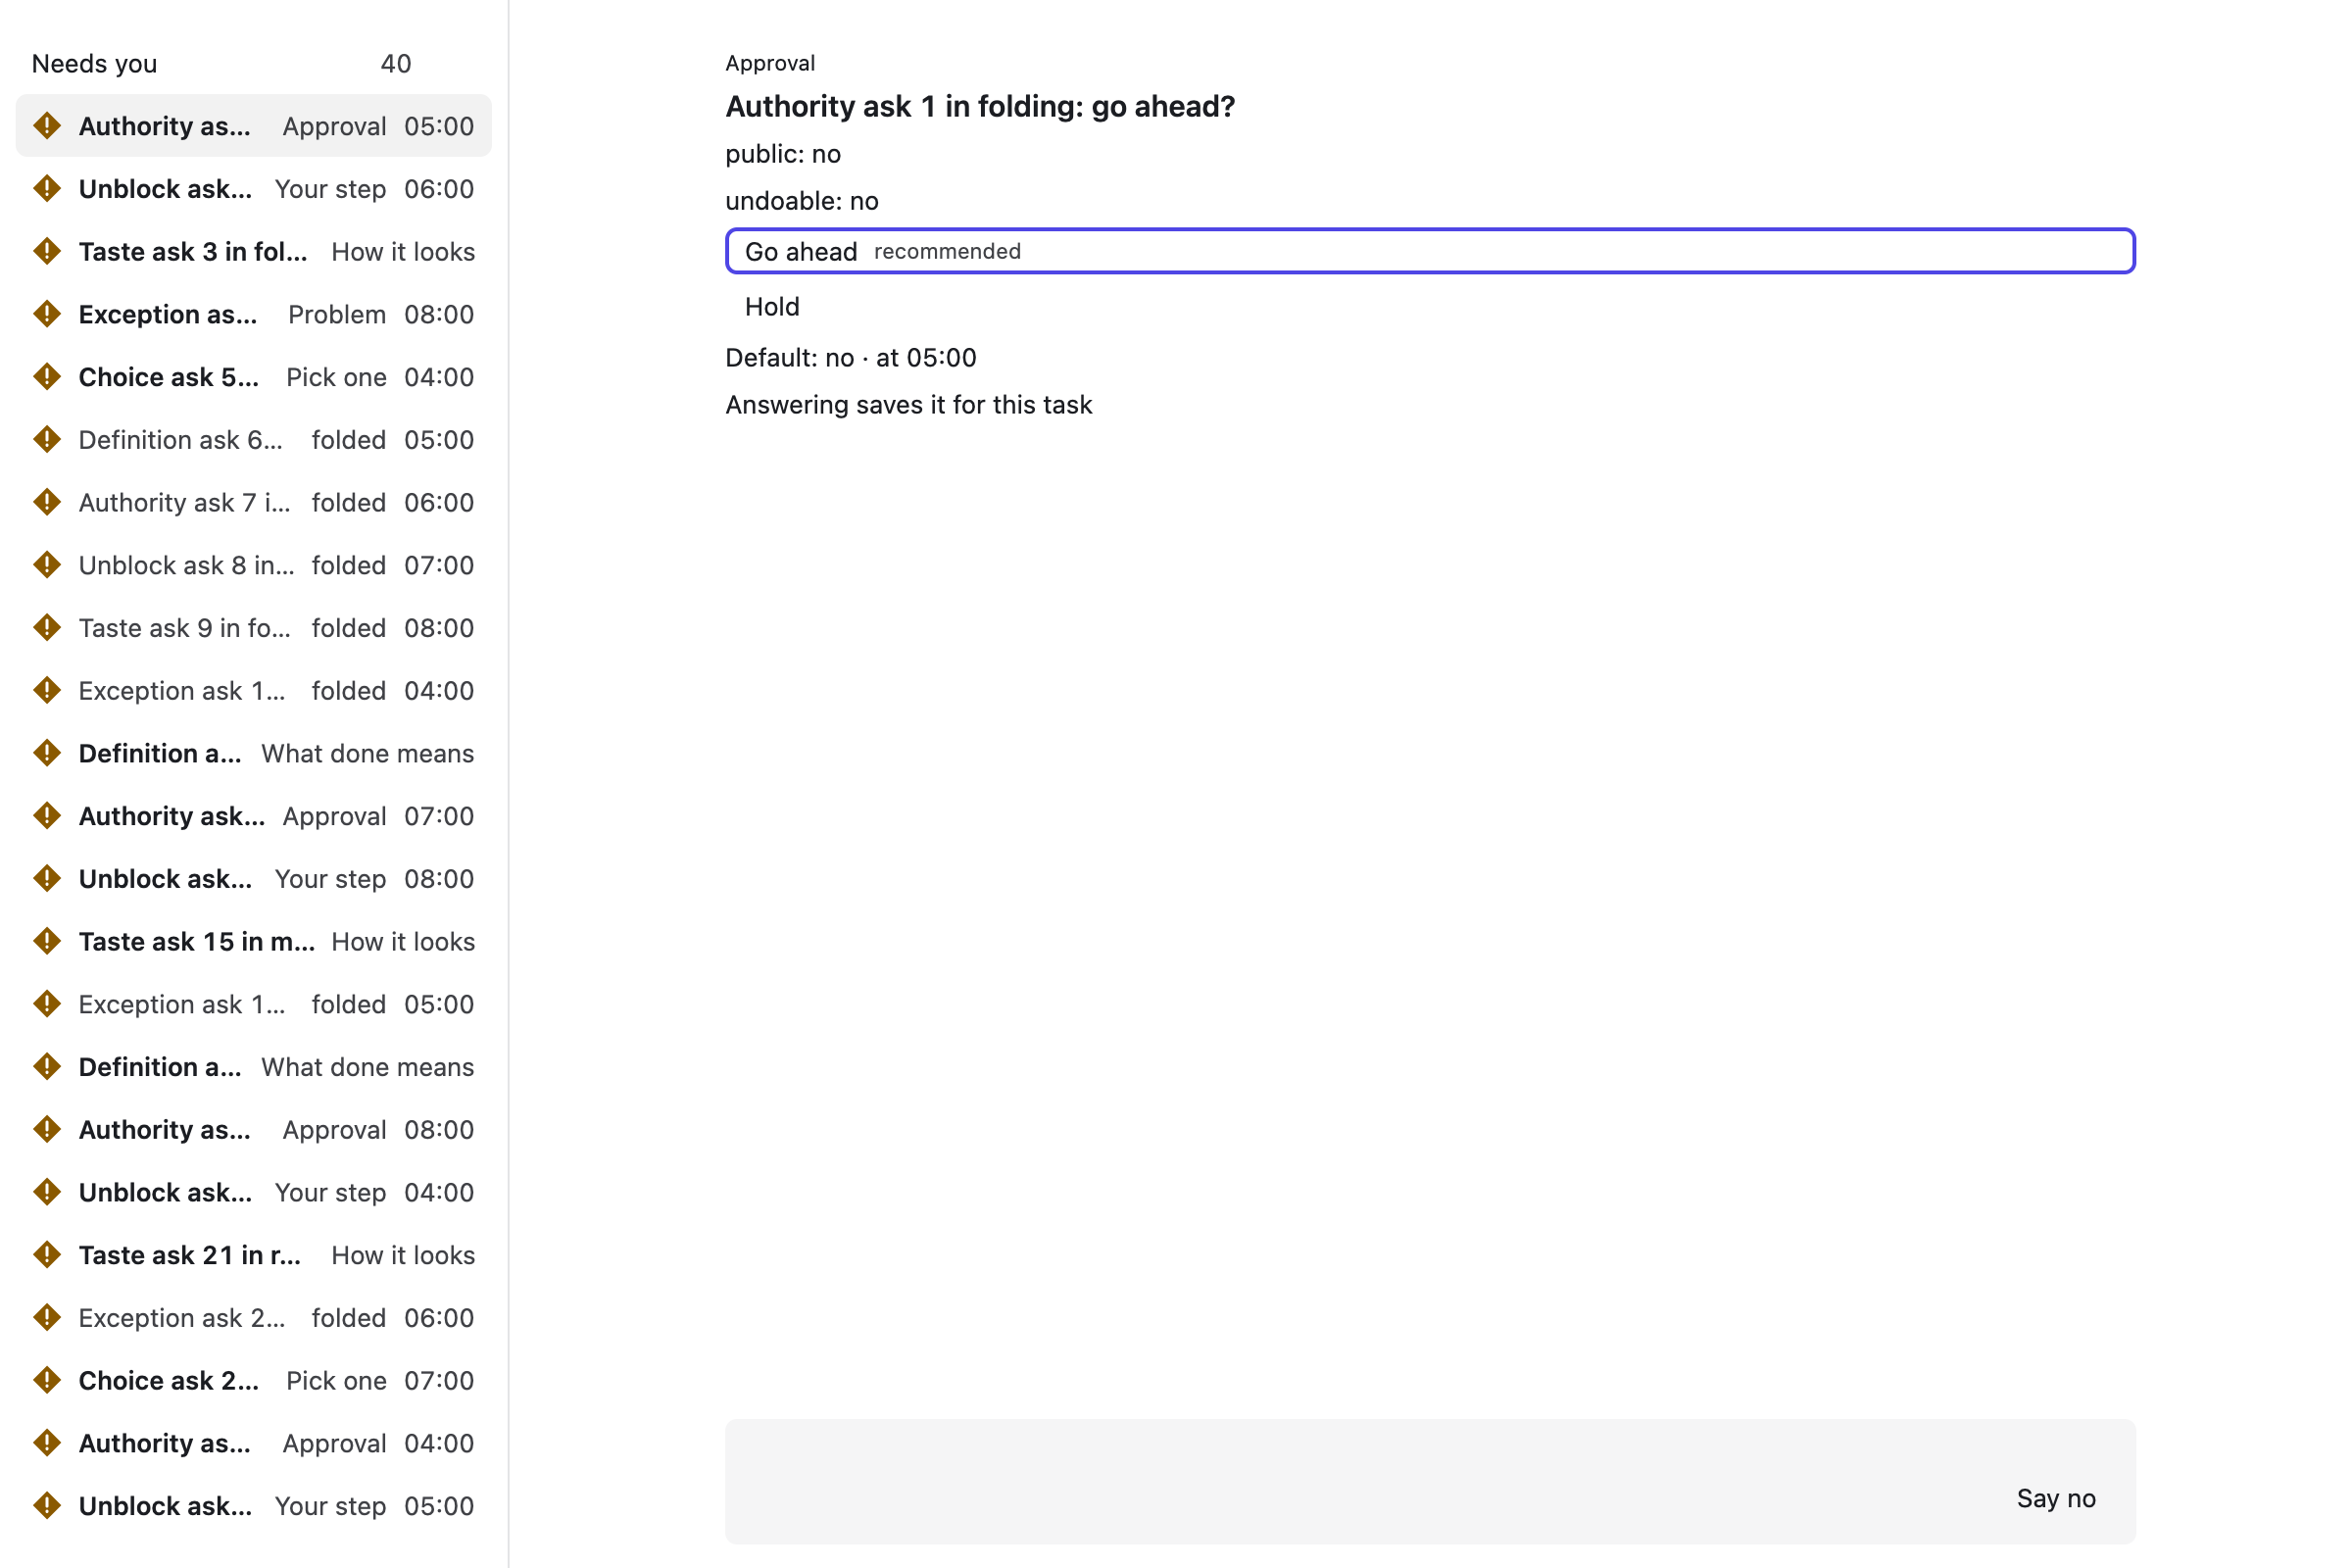 Needs you 40
Authority as... Approval 05:00
Unblock ask... Your step 06:00
Taste ask 3 in fol... How it looks
Exception as... Problem 08:00
Choice ask 5... Pick one 04:00
Definition ask 6... folded 05:00
Authority ask 7 i... folded 06:00
Unblock ask 8 in... folded 07:00
Taste ask 9 in fo... folded 08:00
Exception ask 1... folded 04:00
Definition a... What done means
Authority ask... Approval 07:00
Unblock ask... Your step 08:00
Taste ask 15 in m... How it looks
Exception ask 1... folded 05:00
Definition a... What done means
Authority as... Approval 08:00
Unblock ask... Your step 04:00
Taste ask 21 in r... How it looks
Exception ask 2... folded 06:00
Choice ask 2... Pick one 07:00
Authority as... Approval 04:00
Unblock ask... Your step 05:00
Approval
Authority ask 1 in folding: go ahead?
public: no
undoable: no
Go ahead recommended
Hold
Default: no · at 05:00
Answering saves it for this task
Say no